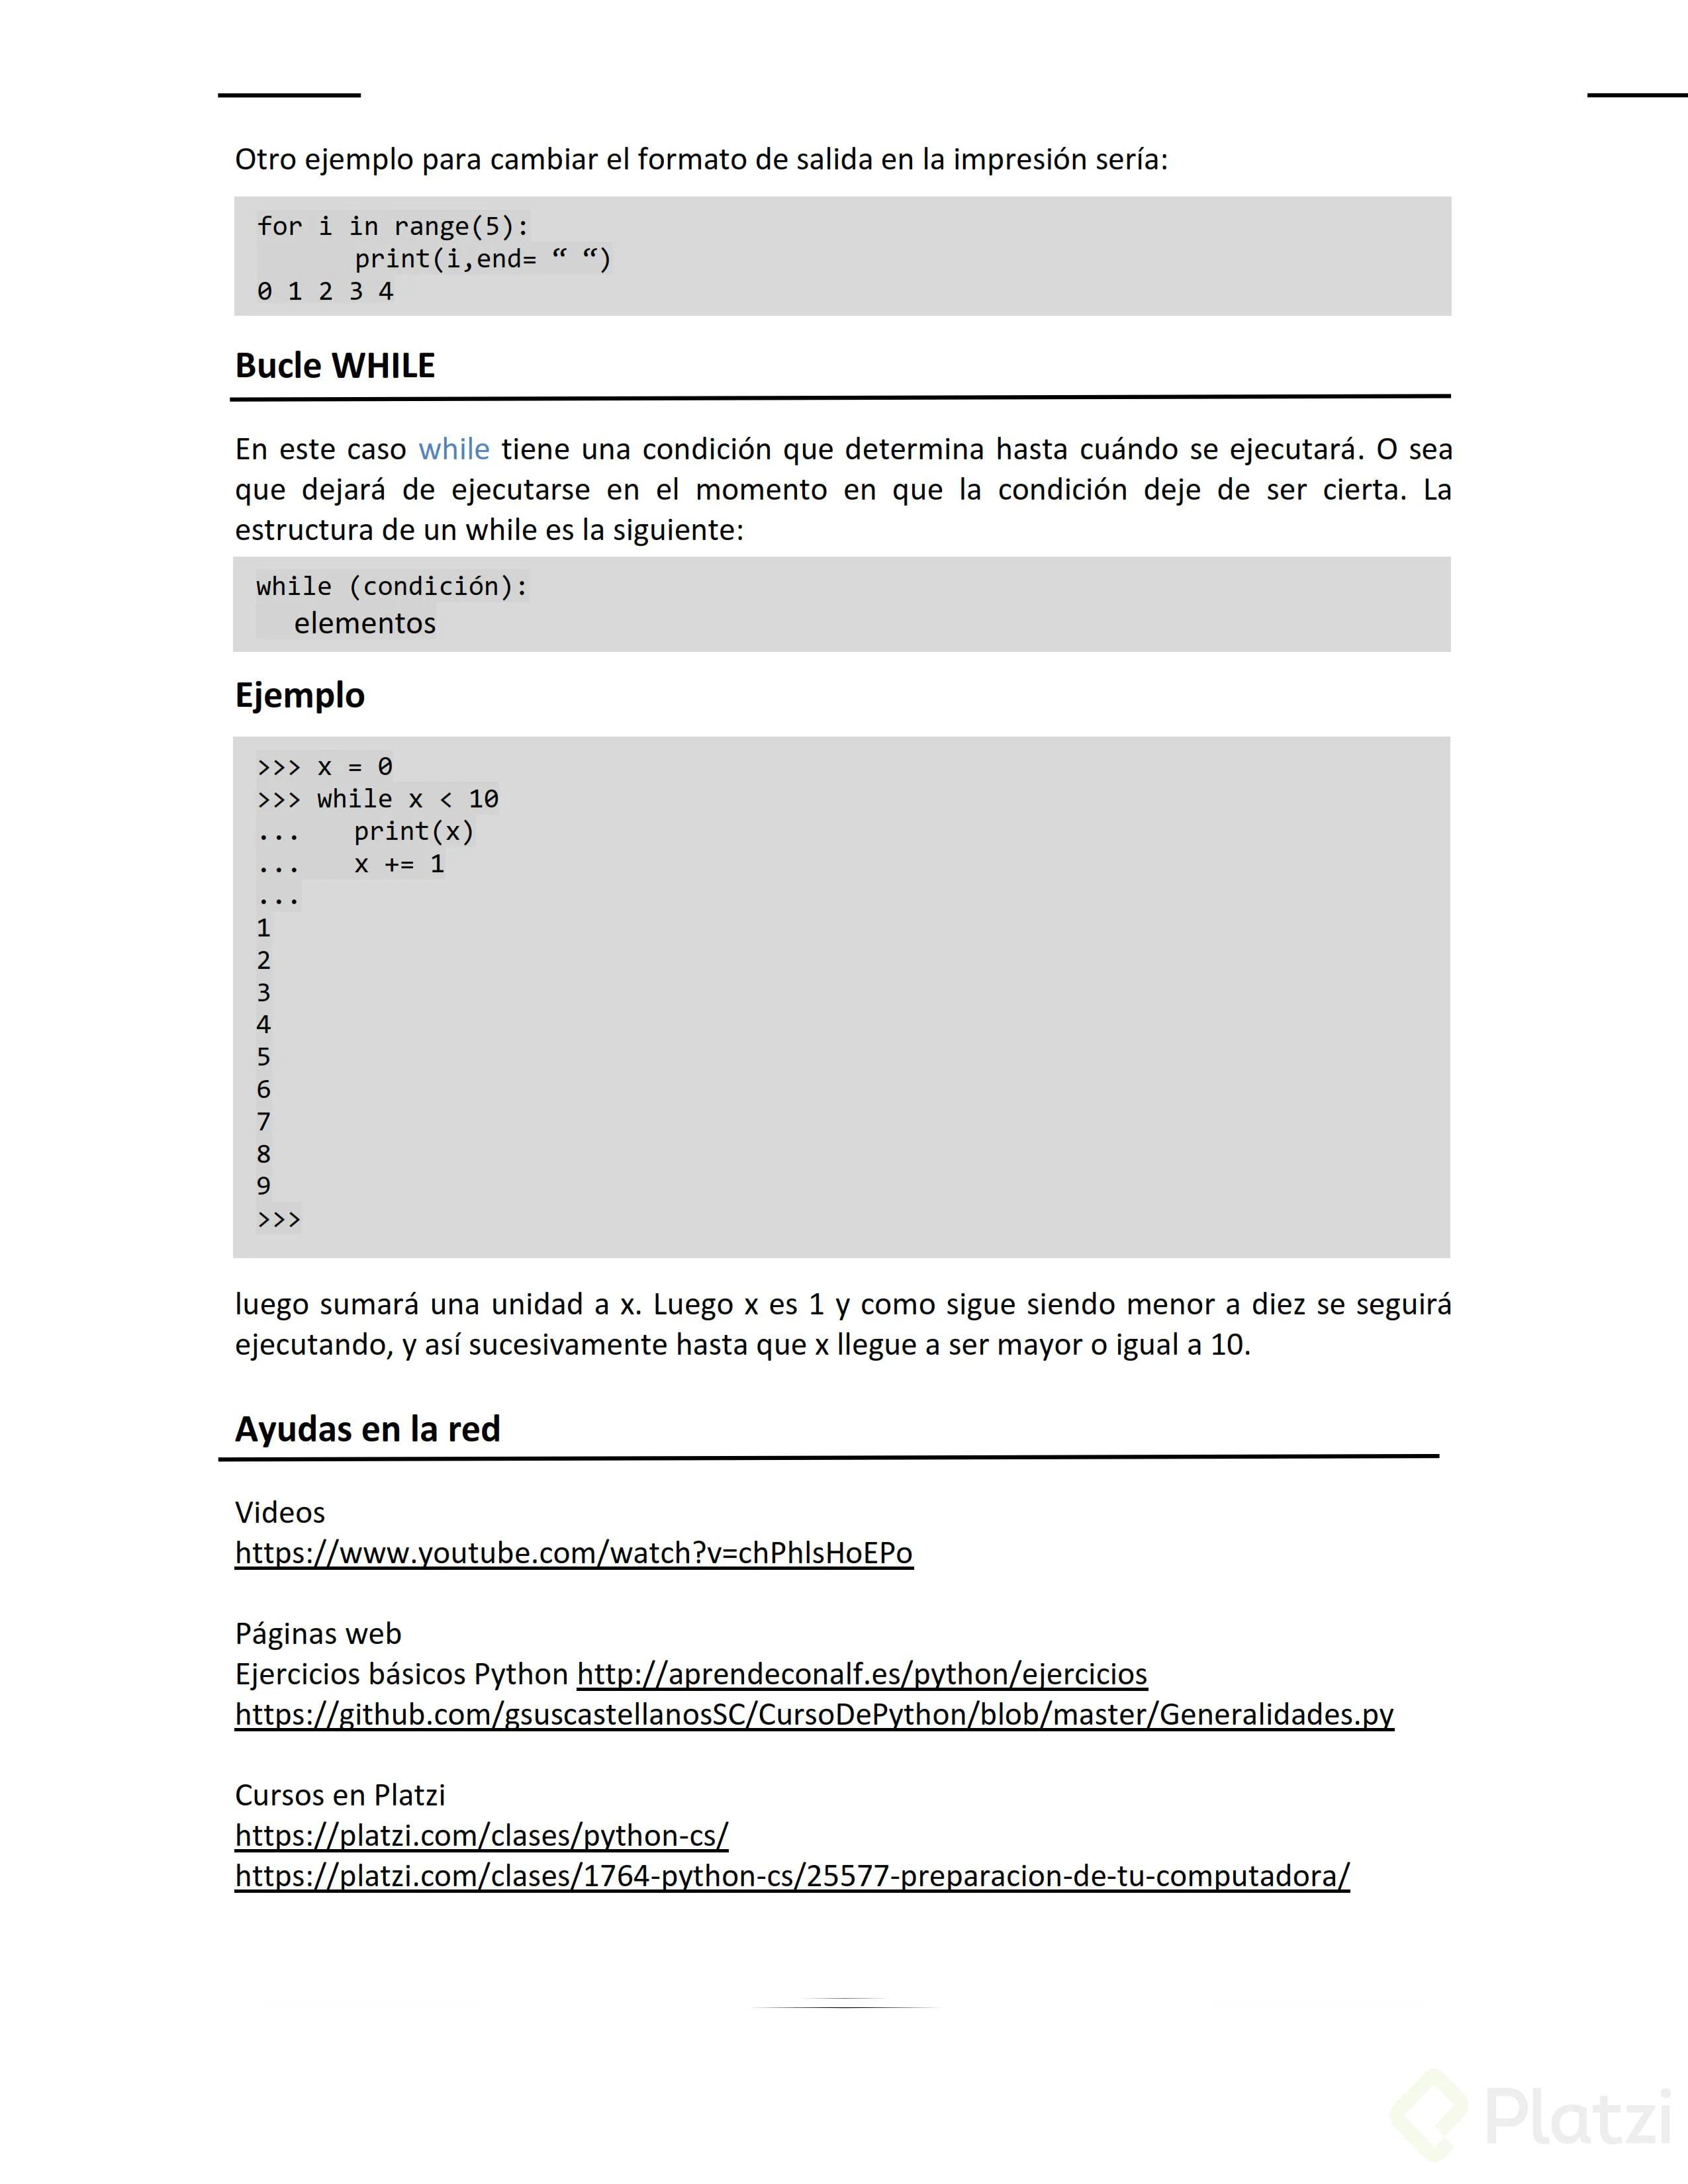 Otro ejemplo para cambiar el formato de salida en la impresión sería:
for i in range(5):
print(i,end= “ “)
0 1 2 3 4
Bucle WHILE
En este caso while tiene una condición que determina hasta cuándo se ejecutará. O sea
que dejará de ejecutarse en el momento en que la condición deje de ser cierta. La
estructura de un while es la siguiente:
while (condición):
elementos
Ejemplo
>>> x = 0
>>> while x < 10
... print(x)
... x += 1
...
1
2
3
4
5
6
7
8
9
>>>
luego sumará una unidad a x. Luego x es 1 y como sigue siendo menor a diez se seguirá
ejecutando, y así sucesivamente hasta que x llegue a ser mayor o igual a 10.
Ayudas en la red
Videos
https://www.youtube.com/watch?v=chPhlsHoEPo
Páginas web
Ejercicios básicos Python http://aprendeconalf.es/python/ejercicios
https://github.com/gsuscastellanosSC/CursoDePython/blob/master/Generalidades.py
Cursos en Platzi
https://platzi.com/clases/python-cs/
https://platzi.com/clases/1764-python-cs/25577-preparacion-de-tu-computadora/
Platzi